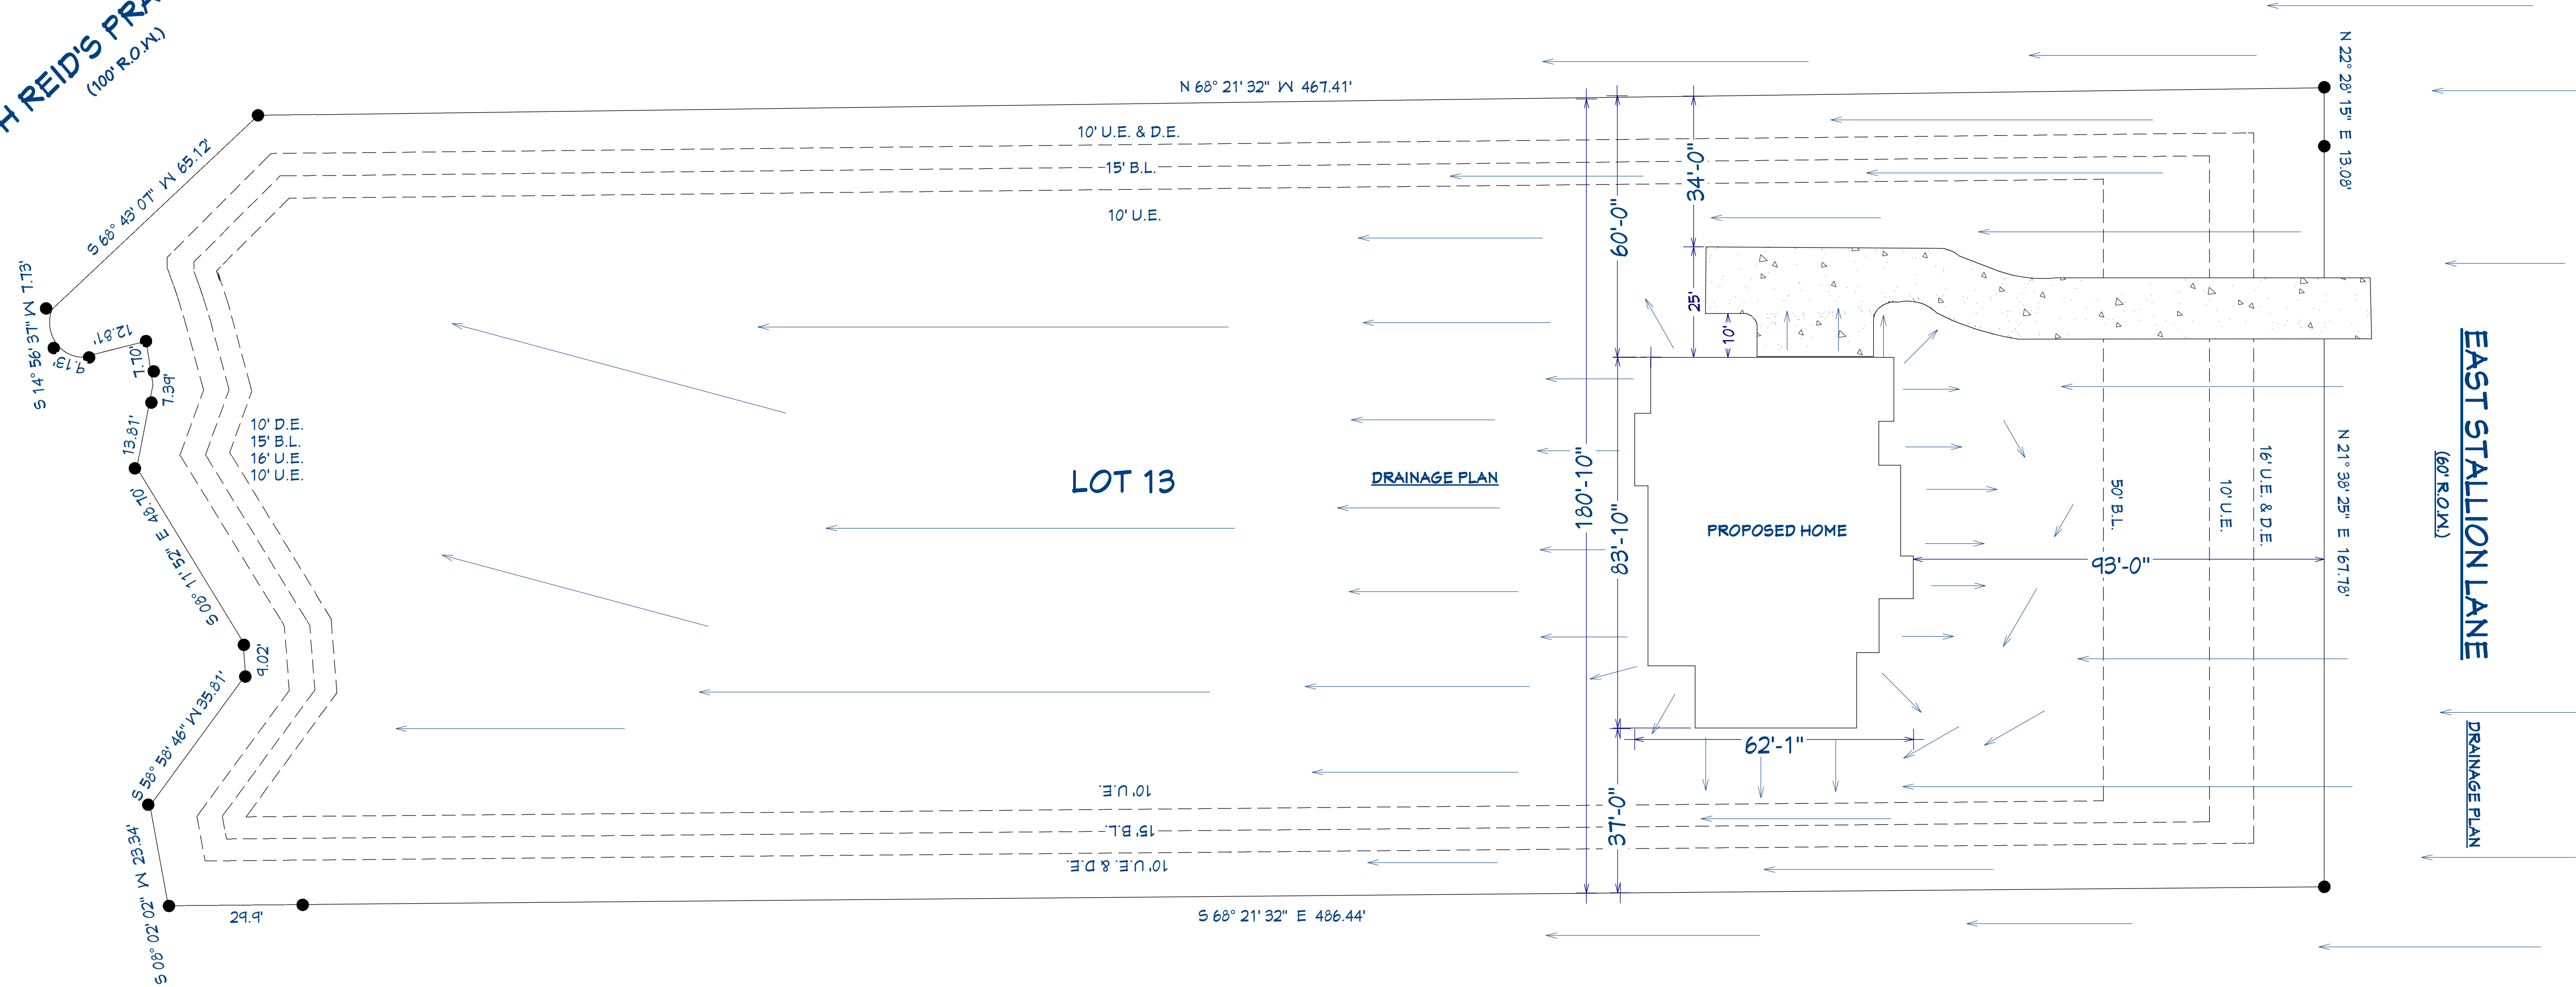 H REID'S PRA
(100' R.O.W.)
N 68° 21' 32" W 467.41'
N 22° 28' 15" E 13.08'
10' U.E. & D.E.
15' B.L.
10' U.E.
S 68° 43' 07" W 65.12'
S 14° 56' 37" W 7.73'
9.13'
12.81'
7.70'
7.39'
13.81'
S 08° 11' 52" E 48.70'
9.02'
S 58° 58' 46" W 35.81'
S 08° 02' 02" W 23.34'
29.9'
10' D.E.
15' B.L.
16' U.E.
10' U.E.
LOT 13
DRAINAGE PLAN
180'-10"
60'-0"
83'-10"
37'-0"
34'-0"
25'
10'
PROPOSED HOME
62'-1"
93'-0"
50' B.L.
10' U.E.
16' U.E. & D.E.
N 21° 38' 25" E 167.78'
EAST STALLION LANE
(60' R.O.W.)
DRAINAGE PLAN
10' U.E.
15' B.L.
10' U.E. & D.E.
S 68° 21' 32" E 486.44'